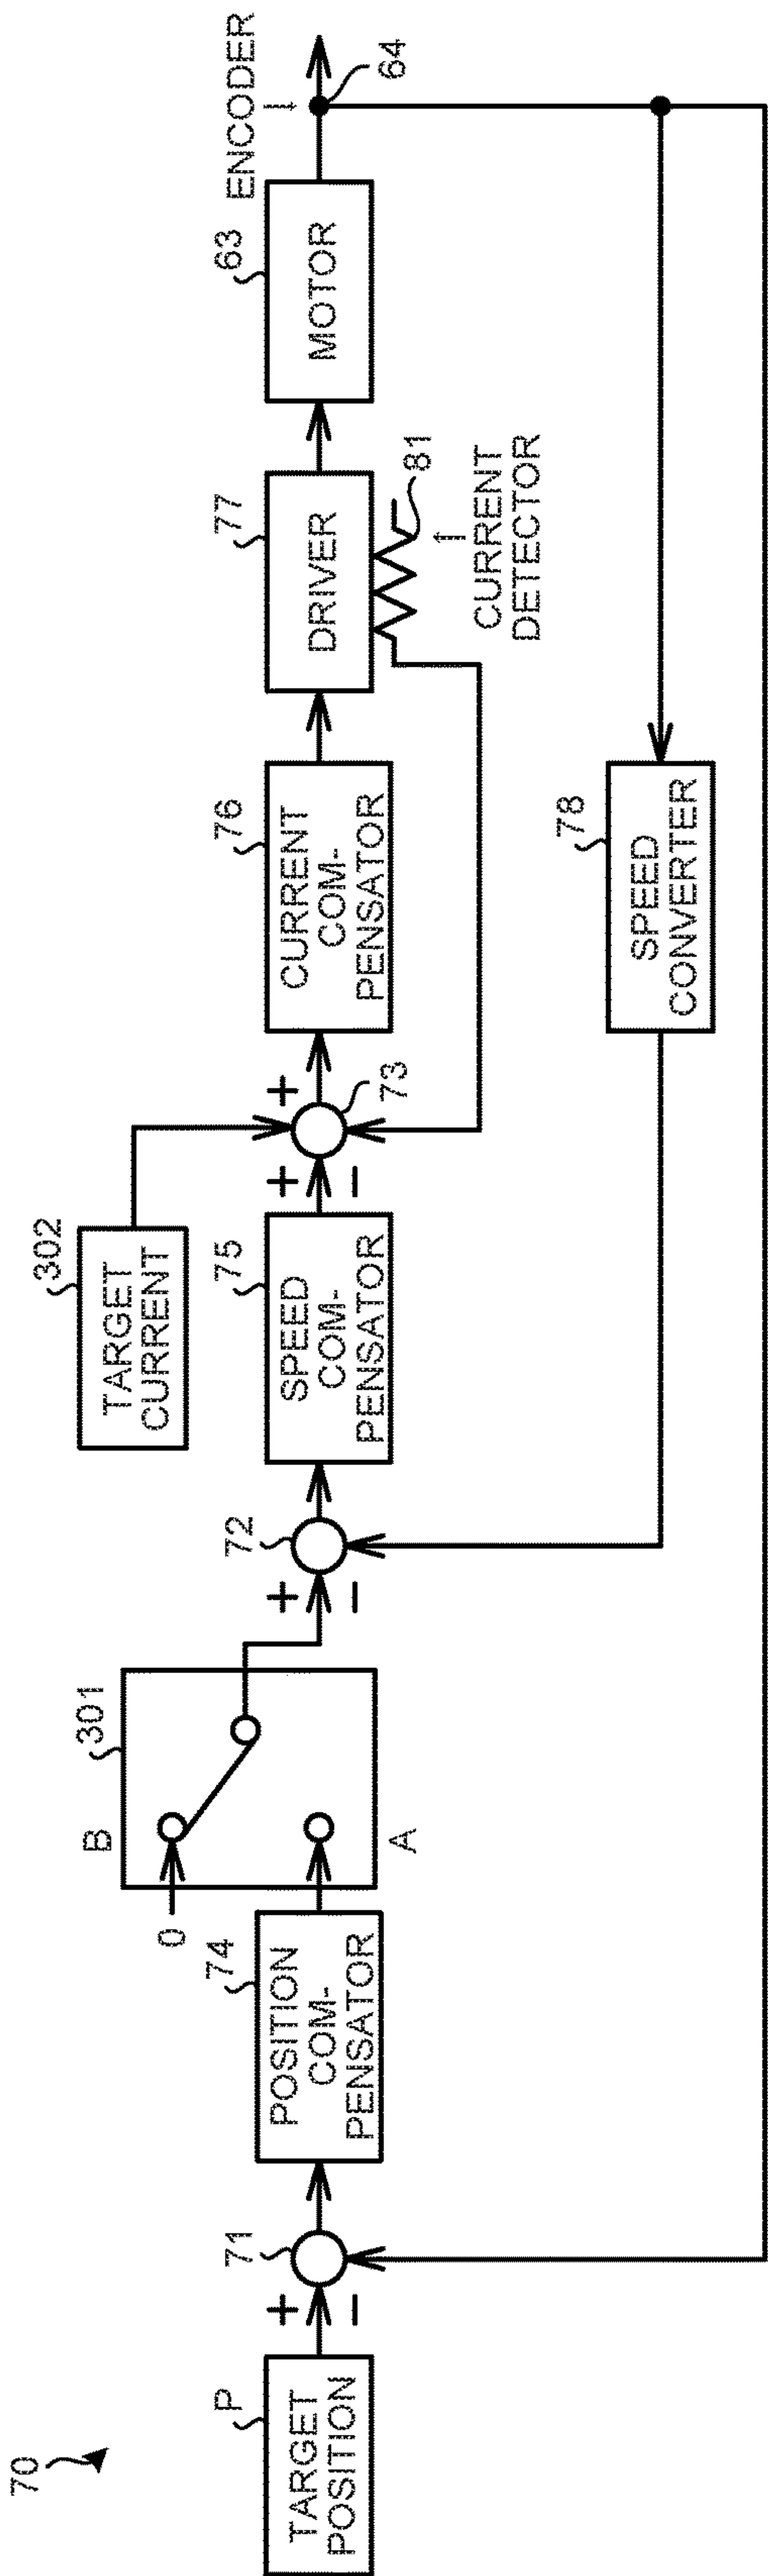 70
P
TARGET
POSITION
+
−
71
74
POSITION
COM-
PENSATOR
0
B
301
A
+
−
72
302
TARGET
CURRENT
75
SPEED
COM-
PENSATOR
+
−
+
73
76
CURRENT
COM-
PENSATOR
77
DRIVER
81
CURRENT
DETECTOR
63
MOTOR
ENCODER
64
78
SPEED
CONVERTER